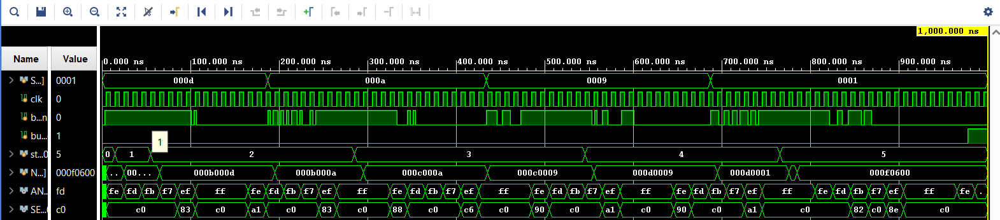 1,000.000 ns
Name Value 0.000 ns 100.000 ns 200.000 ns 300.000 ns 400.000 ns 500.000 ns 600.000 ns 700.000 ns 800.000 ns 900.000 ns
S...] 0001 000d 000a 0009 0001
clk 0
b...n 0
bu... 1
1
st...0 5 0 1 2 3 4 5
N...] 000f0600 .. 00... 000b000d 000b000a 000c000a 000c0009 000d0009 000d0001 000f0600
AN... fd fe fd fb f7 ef ff fe fd fb f7 ef ff fe fd fb f7 ef ff fe fd fb f7 ef ff fe fd fb f7 ef ff fe fd fb f7 ef ff fe .
SE...0 c0 c0 83 c0 a1 c0 83 c0 88 c0 c6 c0 90 c0 a1 c0 90 c0 a1 c0 82 c0 8e c0